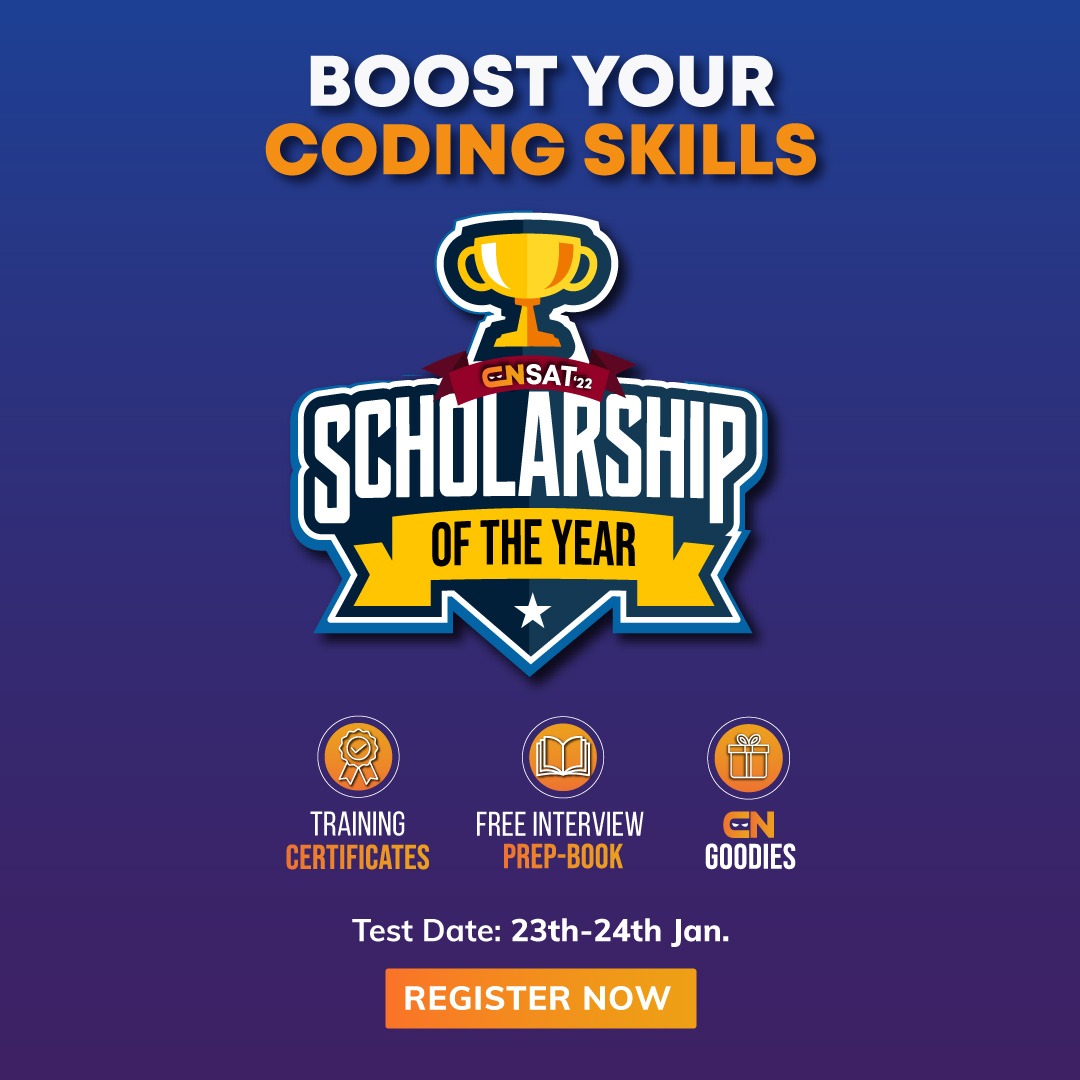 BOOST YOUR
CODING SKILLS
CNSAT'22
SCHOLARSHIP
OF THE YEAR
TRAINING
CERTIFICATES
FREE INTERVIEW
PREP-BOOK
CN
GOODIES
Test Date: 23th-24th Jan.
REGISTER NOW